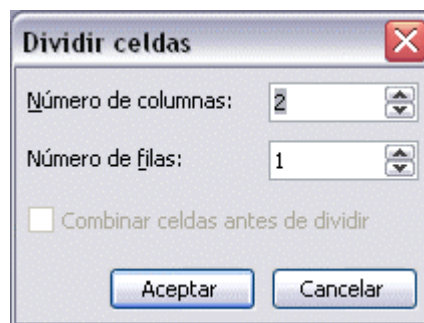 Dividir celdas
Número de columnas: 2
Número de filas: 1
Combinar celdas antes de dividir
Aceptar Cancelar